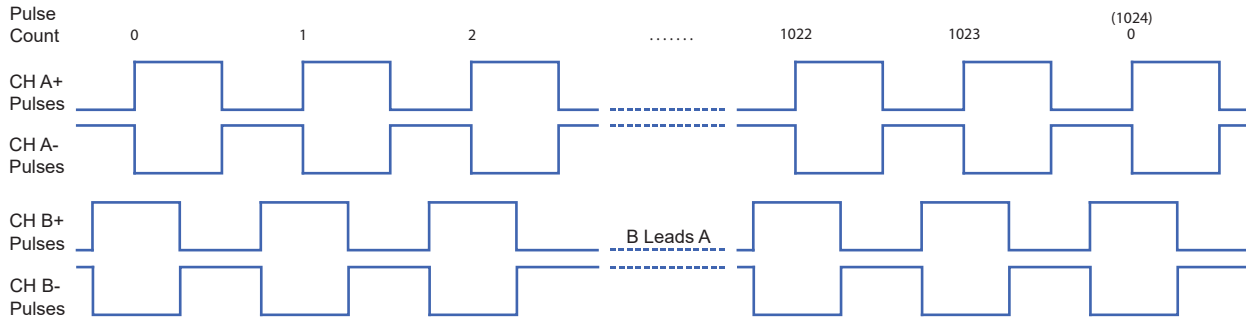 Pulse
Count
0
1
2
.......
1022
1023
(1024)
0
CH A+
Pulses
CH A-
Pulses
CH B+
Pulses
B Leads A
CH B-
Pulses